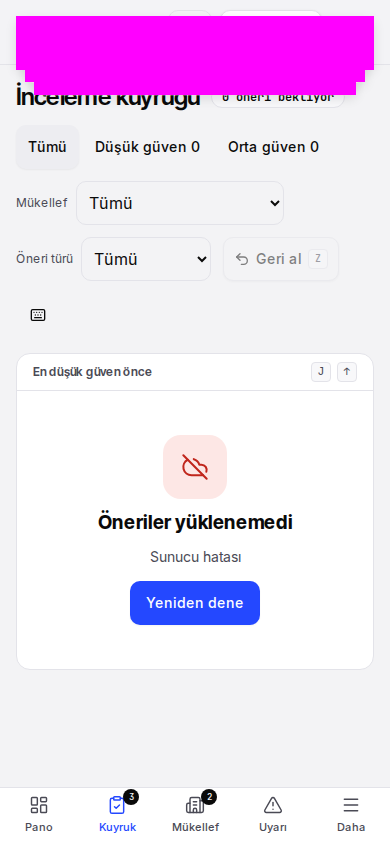 İnceleme kuyruğu
0 öneri bekliyor
Tümü Düşük güven 0 Orta güven 0
Mükellef Tümü
Öneri türü Tümü Geri al Z
En düşük güven önce J ↑
Öneriler yüklenemedi
Sunucu hatası
Yeniden dene
3 2
Pano Kuyruk Mükellef Uyarı Daha